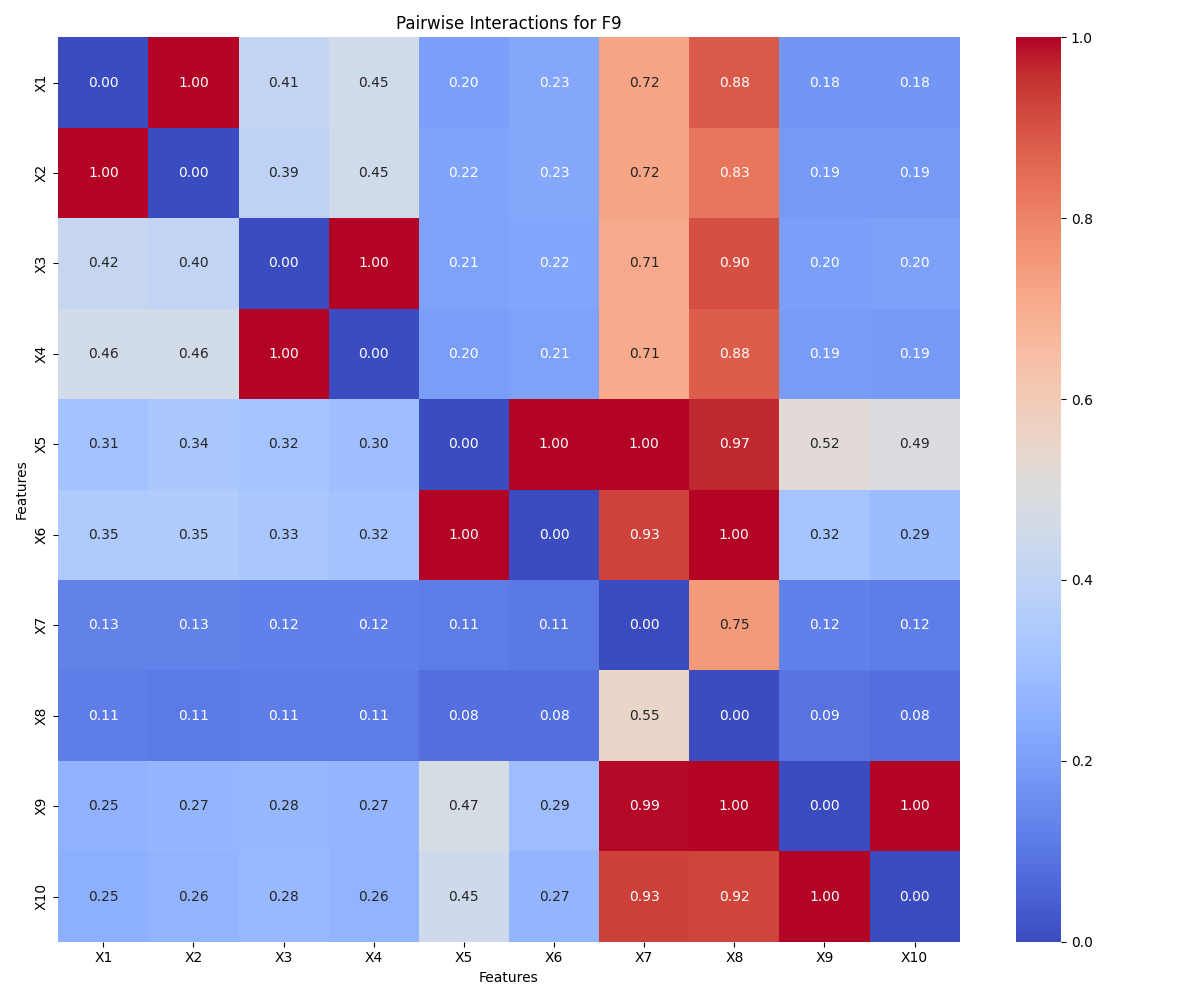 Pairwise Interactions for F9
X1 0.00 1.00 0.41 0.45 0.20 0.23 0.72 0.88 0.18 0.18
X2 1.00 0.00 0.39 0.45 0.22 0.23 0.72 0.83 0.19 0.19
X3 0.42 0.40 0.00 1.00 0.21 0.22 0.71 0.90 0.20 0.20
X4 0.46 0.46 1.00 0.00 0.20 0.21 0.71 0.88 0.19 0.19
X5 0.31 0.34 0.32 0.30 0.00 1.00 1.00 0.97 0.52 0.49
X6 0.35 0.35 0.33 0.32 1.00 0.00 0.93 1.00 0.32 0.29
X7 0.13 0.13 0.12 0.12 0.11 0.11 0.00 0.75 0.12 0.12
X8 0.11 0.11 0.11 0.11 0.08 0.08 0.55 0.00 0.09 0.08
X9 0.25 0.27 0.28 0.27 0.47 0.29 0.99 1.00 0.00 1.00
X10 0.25 0.26 0.28 0.26 0.45 0.27 0.93 0.92 1.00 0.00
X1 X2 X3 X4 X5 X6 X7 X8 X9 X10
Features
Features
1.0
0.8
0.6
0.4
0.2
0.0